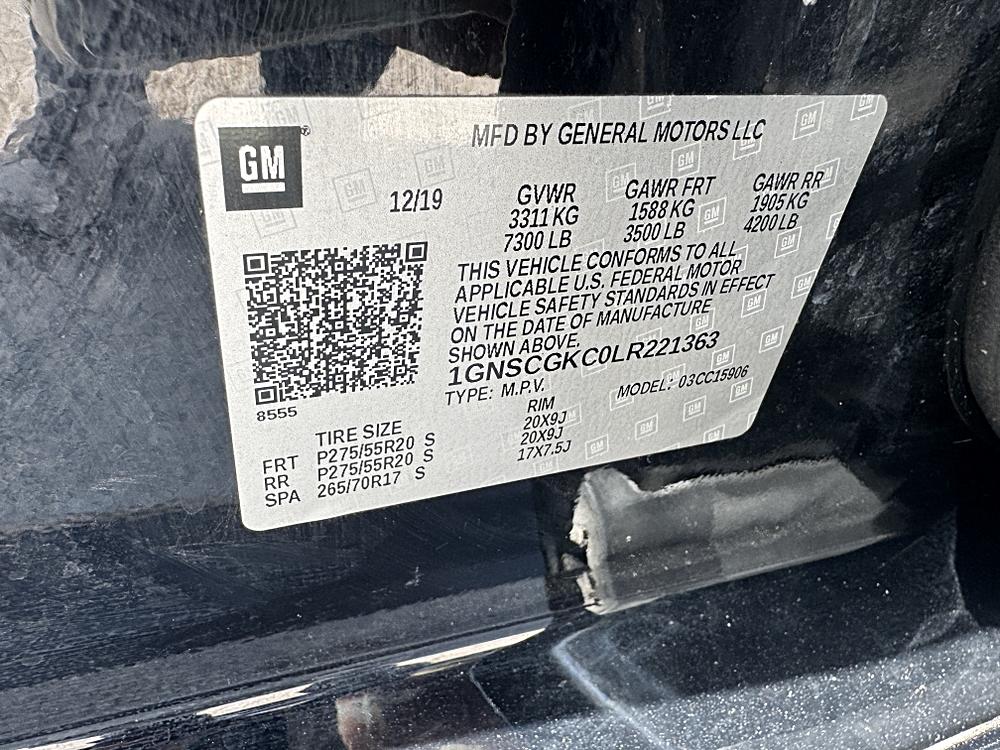 GM
MFD BY GENERAL MOTORS LLC
12/19
GVWR GAWR FRT GAWR RR
3311 KG 1588 KG 1905 KG
7300 LB 3500 LB 4200 LB
THIS VEHICLE CONFORMS TO ALL
APPLICABLE U.S. FEDERAL MOTOR
VEHICLE SAFETY STANDARDS IN EFFECT
ON THE DATE OF MANUFACTURE
SHOWN ABOVE.
1GNSCGKC0LR221363
TYPE: M.P.V. MODEL: 03CC15906
8555
TIRE SIZE RIM
FRT P275/55R20 S 20X9J
RR P275/55R20 S 20X9J
SPA 265/70R17 S 17X7.5J